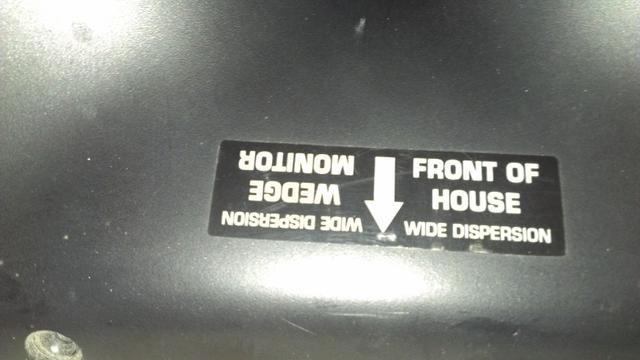 FRONT OF
HOUSE
WIDE DISPERSION
WIDE DISPERSION
WEDGE
MONITOR